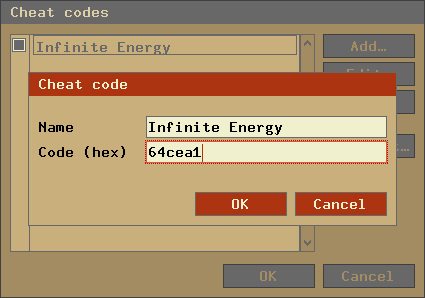 Cheat codes
Infinite Energy
Add…
Cheat code
Name
Infinite Energy
Code (hex)
64cea1
OK
Cancel
OK
Cancel